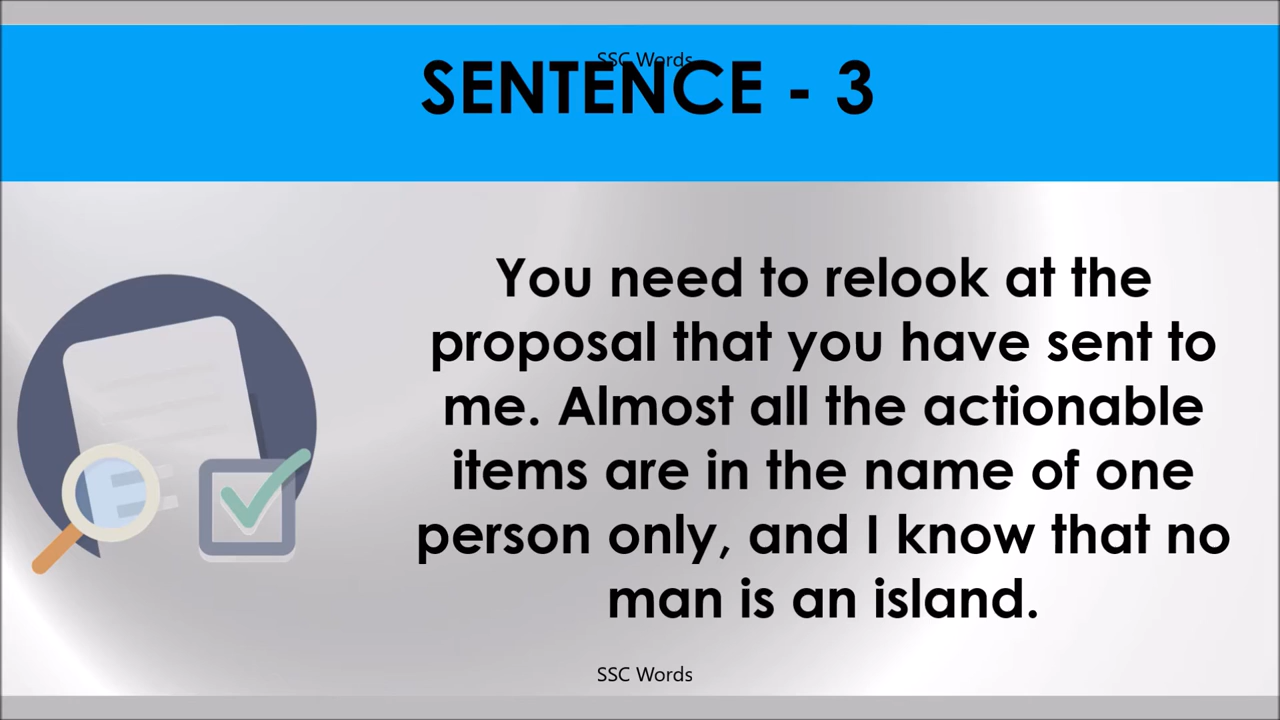 SSC Words
SENTENCE - 3
You need to relook at the
proposal that you have sent to
me. Almost all the actionable
items are in the name of one
person only, and I know that no
man is an island.
SSC Words